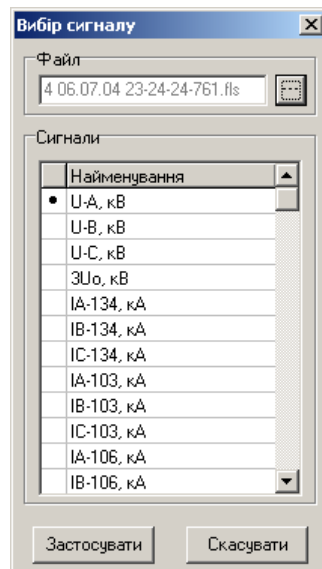 Вибір сигналу
Файл
4 06.07.04 23-24-24-761.fls
Сигнали
Найменування
U-A, кВ
U-B, кВ
U-C, кВ
3Uo, кВ
IA-134, кА
IB-134, кА
IC-134, кА
IA-103, кА
IB-103, кА
IC-103, кА
IA-106, кА
IB-106, кА
Застосувати Скасувати